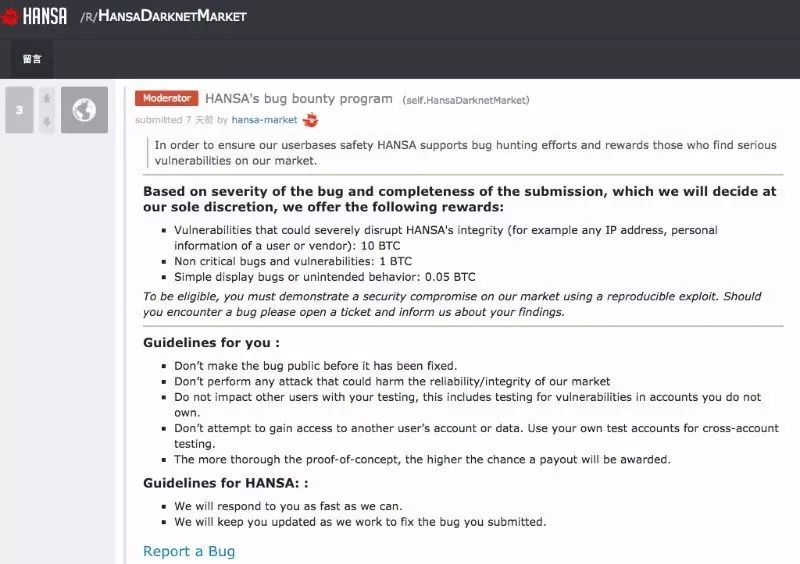 HANSA /R/HANSADARKNETMARKET
留言
3
Moderator HANSA's bug bounty program (self.HansaDarknetMarket)
submitted 7 天前 by hansa-market
In order to ensure our userbases safety HANSA supports bug hunting efforts and rewards those who find serious
vulnerabilities on our market.
Based on severity of the bug and completeness of the submission, which we will decide at
our sole discretion, we offer the following rewards:
Vulnerabilities that could severely disrupt HANSA's integrity (for example any IP address, personal
information of a user or vendor): 10 BTC
Non critical bugs and vulnerabilities: 1 BTC
Simple display bugs or unintended behavior: 0.05 BTC
To be eligible, you must demonstrate a security compromise on our market using a reproducible exploit. Should
you encounter a bug please open a ticket and inform us about your findings.
Guidelines for you :
Don't make the bug public before it has been fixed.
Don't perform any attack that could harm the reliability/integrity of our market
Do not impact other users with your testing, this includes testing for vulnerabilities in accounts you do not
own.
Don't attempt to gain access to another user's account or data. Use your own test accounts for cross-account
testing.
The more thorough the proof-of-concept, the higher the chance a payout will be awarded.
Guidelines for HANSA: :
We will respond to you as fast as we can.
We will keep you updated as we work to fix the bug you submitted.
Report a Bug